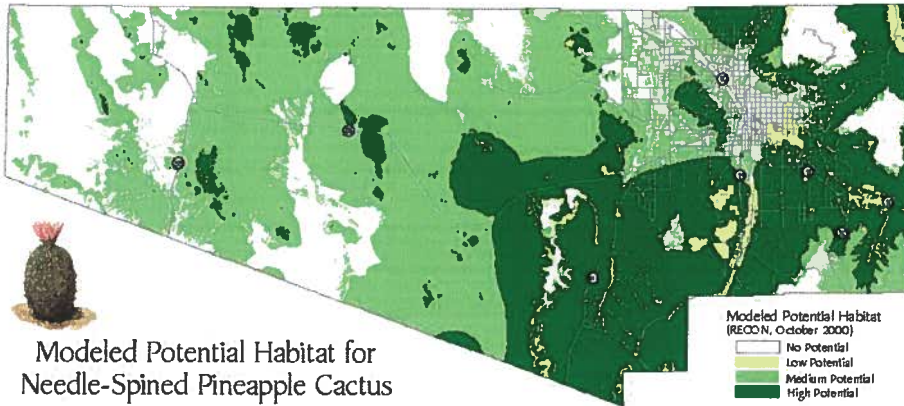 Modeled Potential Habitat for
Needle-Spined Pineapple Cactus
Modeled Potential Habitat
(RECON, October 2000)
No Potential
Low Potential
Medium Potential
High Potential